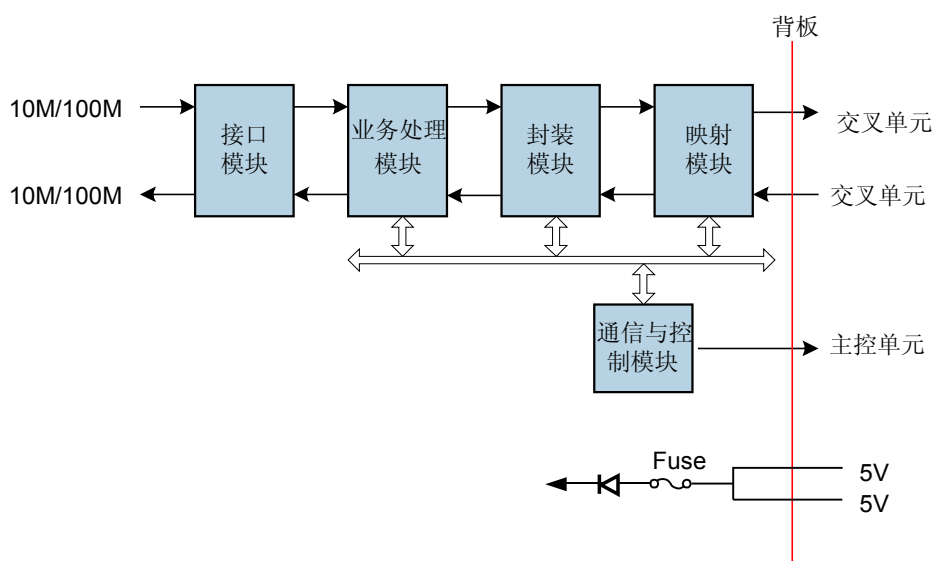 背板
10M/100M
接口
模块
业务处理
模块
封装
模块
映射
模块
交叉单元
10M/100M
交叉单元
通信与控
制模块
主控单元
Fuse
5V
5V